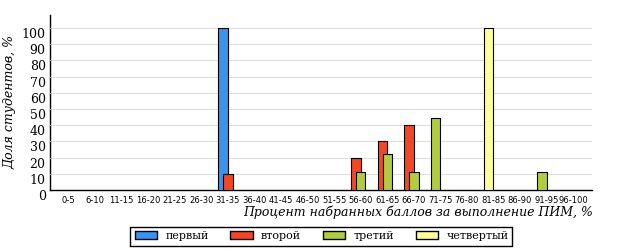 Доля студентов, %
100
90
80
70
60
50
40
30
20
10
0
0-5 6-10 11-15 16-20 21-25 26-30 31-35 36-40 41-45 46-50 51-55 56-60 61-65 66-70 71-75 76-80 81-85 86-90 91-95 96-100
Процент набранных баллов за выполнение ПИМ, %
первый второй третий четвертый